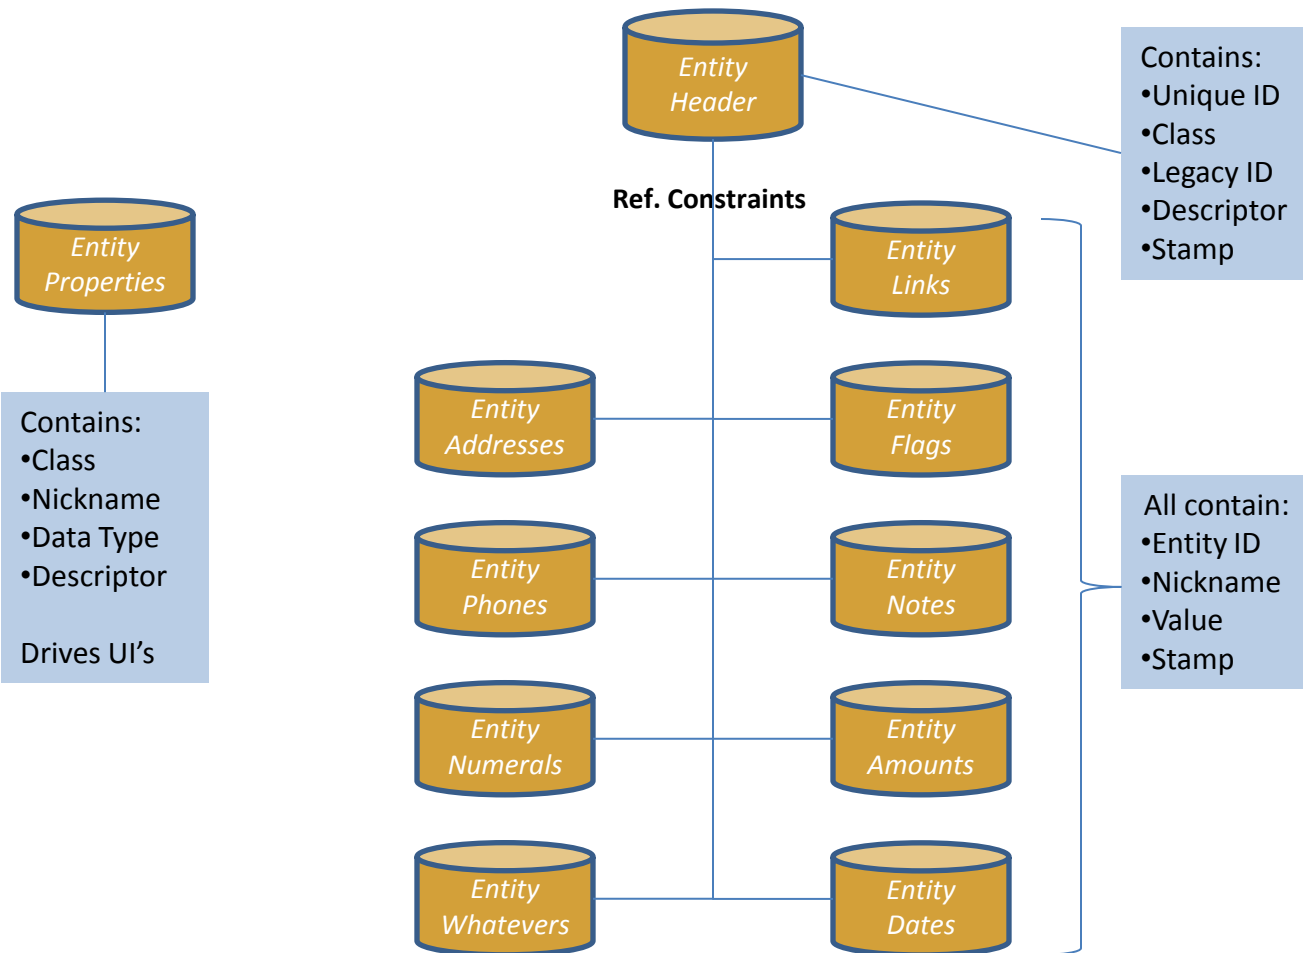 Entity
Header
Contains:
•Unique ID
•Class
•Legacy ID
•Descriptor
•Stamp
Ref. Constraints
Entity
Properties
Entity
Links
Contains:
•Class
•Nickname
•Data Type
•Descriptor
Drives UI’s
Entity
Addresses
Entity
Flags
Entity
Phones
Entity
Notes
All contain:
•Entity ID
•Nickname
•Value
•Stamp
Entity
Numerals
Entity
Amounts
Entity
Whatevers
Entity
Dates